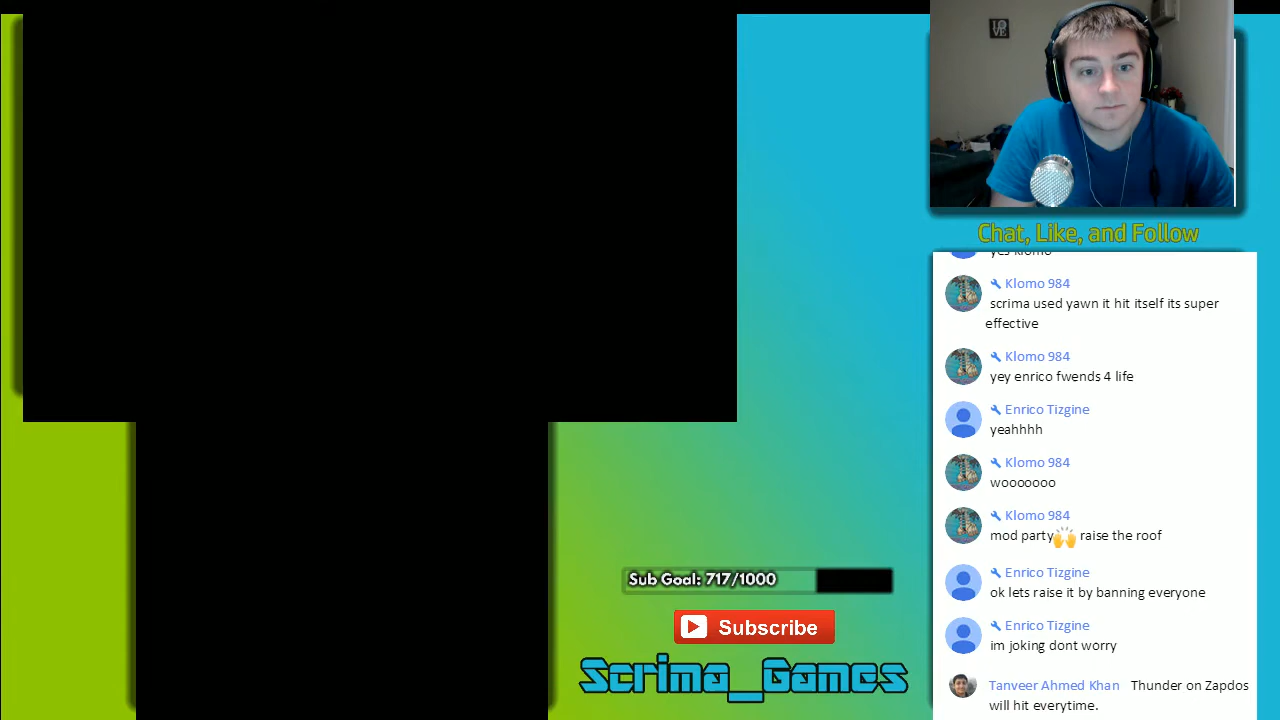 LOVE
Chat, Like, and Follow
yes klomo
Klomo 984
scrima used yawn it hit itself its super
effective
Klomo 984
yey enrico fwends 4 life
Enrico Tizgine
yeahhhh
Klomo 984
wooooooo
Klomo 984
mod party🙌 raise the roof
Enrico Tizgine
ok lets raise it by banning everyone
Enrico Tizgine
im joking dont worry
Tanveer Ahmed Khan Thunder on Zapdos
will hit everytime.
Sub Goal: 717/1000
Subscribe
Scrima_Games